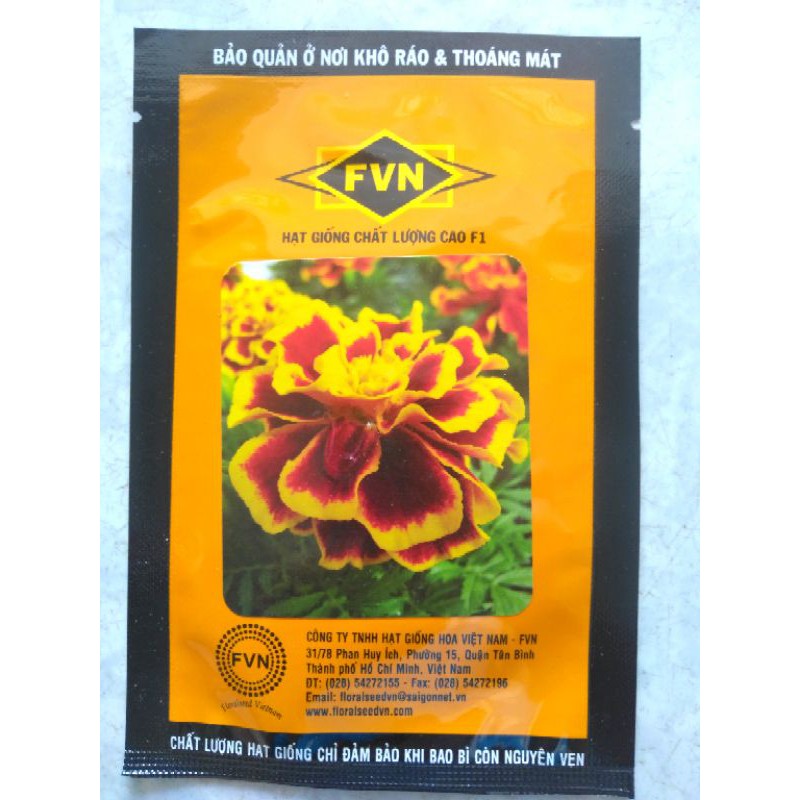 BẢO QUẢN Ở NƠI KHÔ RÁO & THOÁNG MÁT
FVN
HẠT GIỐNG CHẤT LƯỢNG CAO F1
CÔNG TY TNHH HẠT GIỐNG HOA VIỆT NAM - FVN
31/78 Phan Huy Ích, Phường 15, Quận Tân Bình
Thành phố Hồ Chí Minh, Việt Nam
ĐT: (028) 54272155 - Fax: (028) 54272196
Email: floralseedvn@saigonnet.vn
www.floralseedvn.com
FVN
Floralseed Vietnam
CHẤT LƯỢNG HẠT GIỐNG CHỈ ĐẢM BẢO KHI BAO BÌ CÒN NGUYÊN VẸN